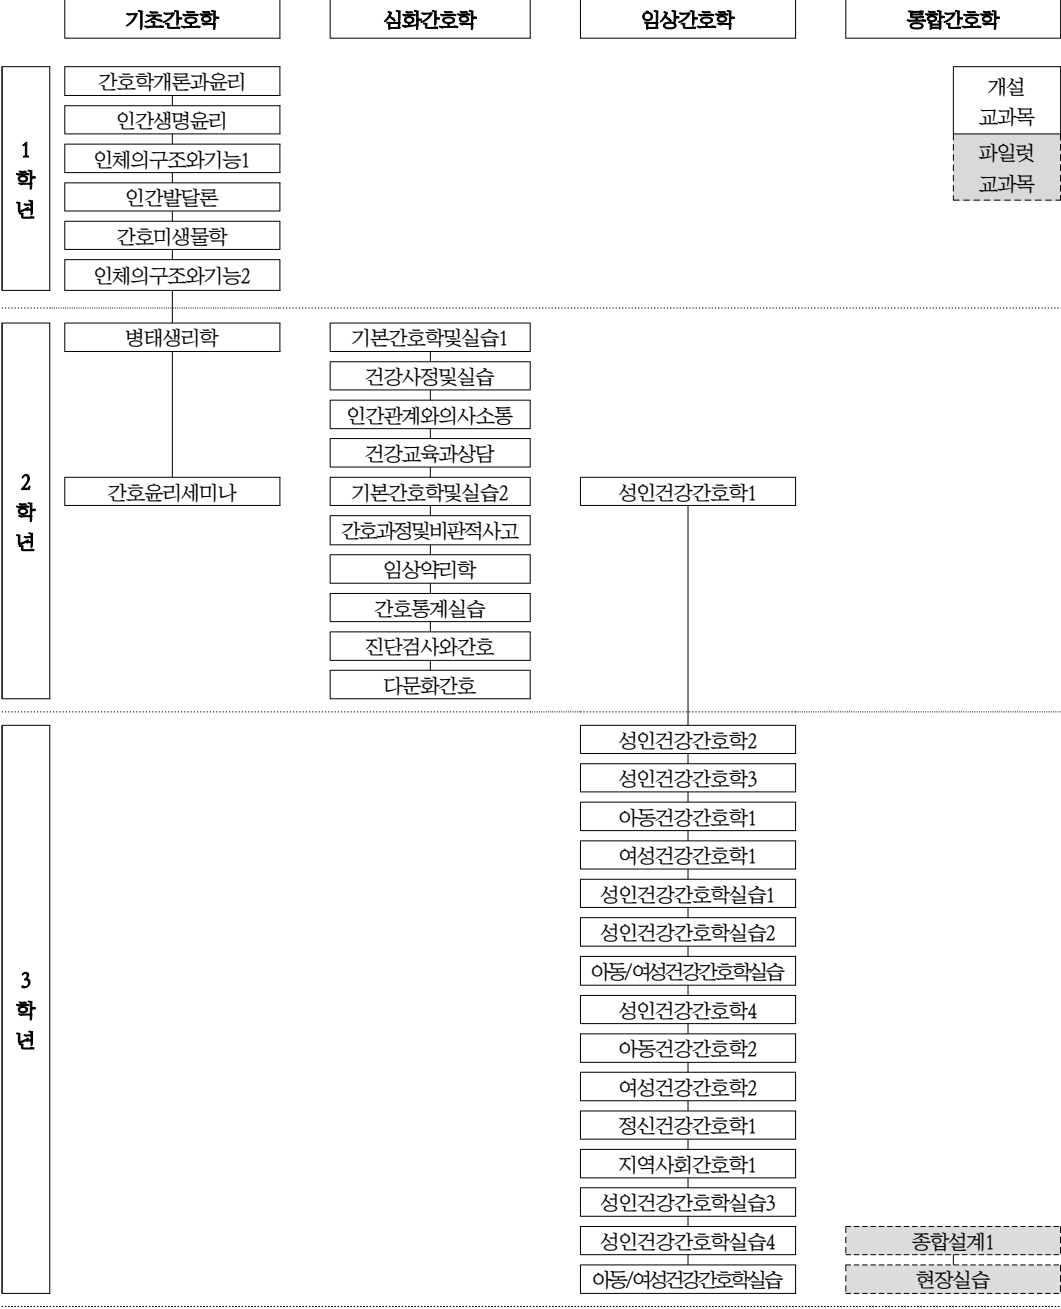 기초간호학
심화간호학
임상간호학
통합간호학
1
학
년
간호학개론과윤리
인간생명윤리
인체의구조와기능1
인간발달론
간호미생물학
인체의구조와기능2
개설
교과목
파일럿
교과목
2
학
년
병태생리학
간호윤리세미나
기본간호학및실습1
건강사정및실습
인간관계와의사소통
건강교육과상담
기본간호학및실습2
간호과정및비판적사고
임상약리학
간호통계실습
진단검사와간호
다문화간호
성인건강간호학1
3
학
년
성인건강간호학2
성인건강간호학3
아동건강간호학1
여성건강간호학1
성인건강간호학실습1
성인건강간호학실습2
아동/여성건강간호학실습
성인건강간호학4
아동건강간호학2
여성건강간호학2
정신건강간호학1
지역사회간호학1
성인건강간호학실습3
성인건강간호학실습4
아동/여성건강간호학실습
종합설계1
현장실습